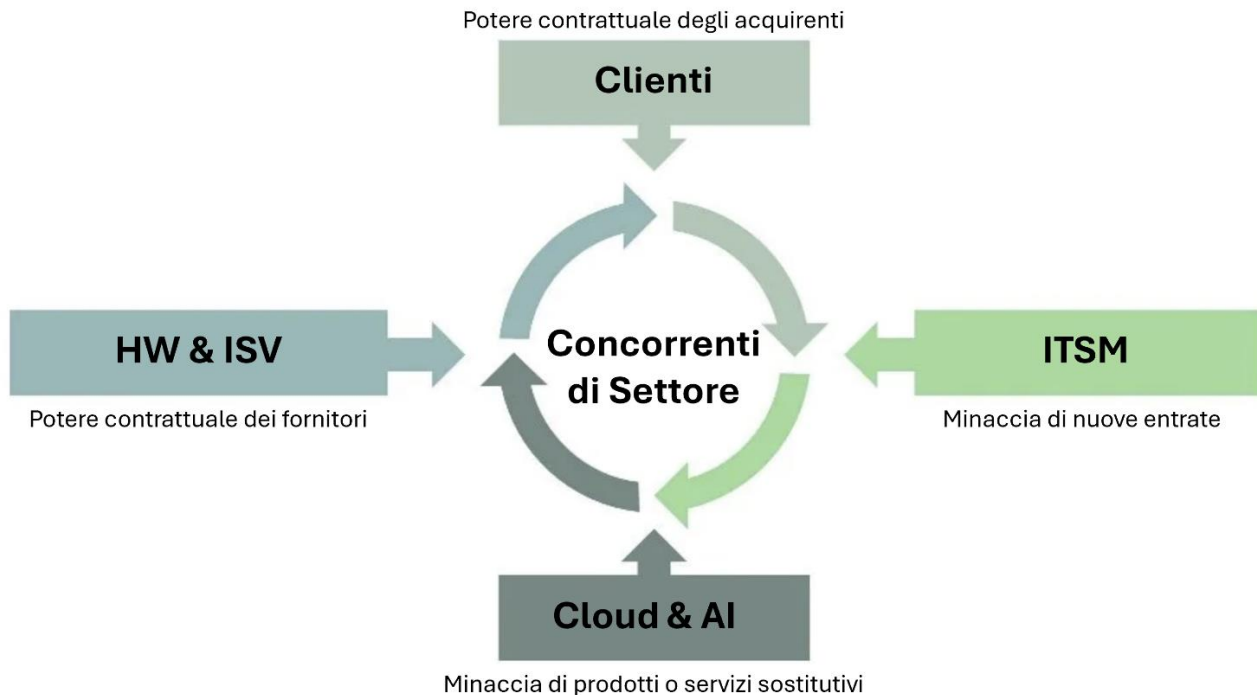 Potere contrattuale degli acquirenti
Clienti
HW & ISV
Potere contrattuale dei fornitori
Concorrenti
di Settore
ITSM
Minaccia di nuove entrate
Cloud & AI
Minaccia di prodotti o servizi sostitutivi